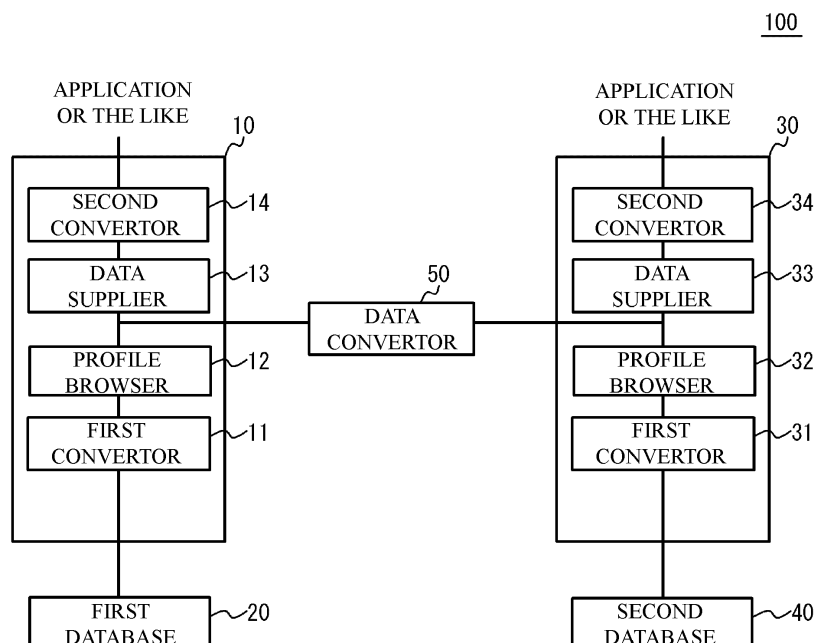 100
APPLICATION
OR THE LIKE
10
SECOND
CONVERTOR
14
DATA
SUPPLIER
13
PROFILE
BROWSER
12
FIRST
CONVERTOR
11
FIRST
DATABASE
20
50
DATA
CONVERTOR
APPLICATION
OR THE LIKE
30
SECOND
CONVERTOR
34
DATA
SUPPLIER
33
PROFILE
BROWSER
32
FIRST
CONVERTOR
31
SECOND
DATABASE
40